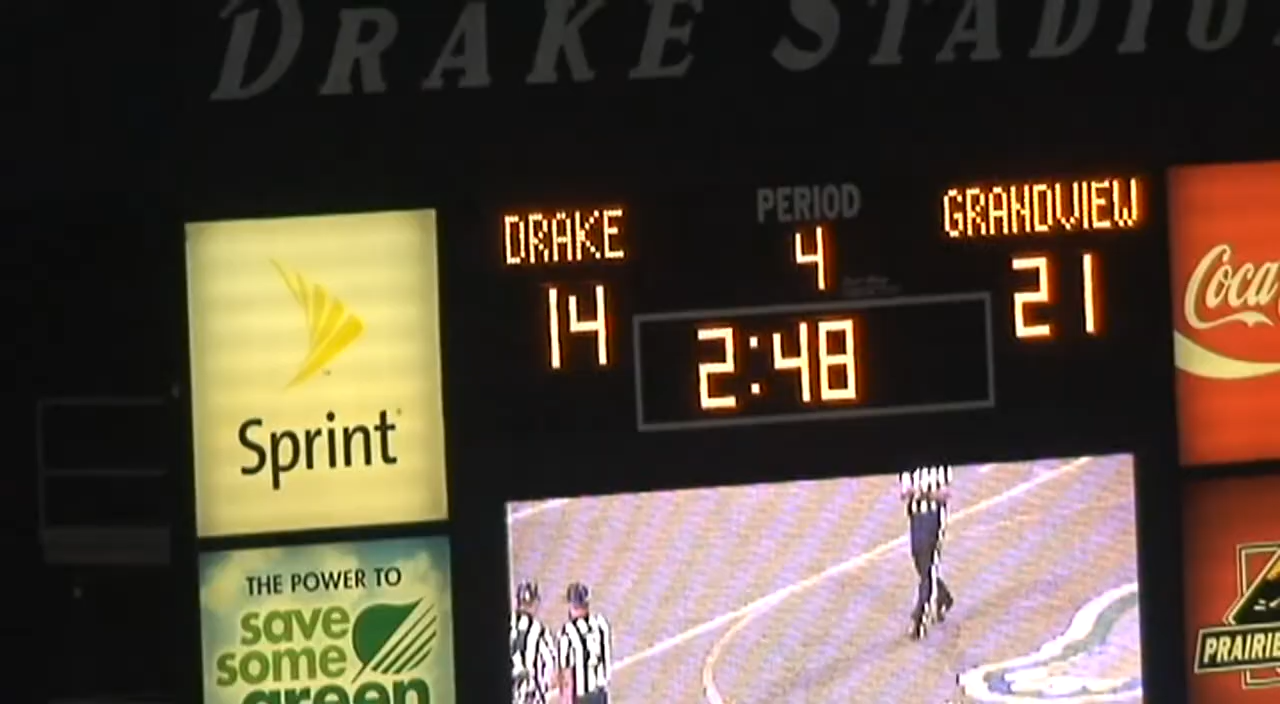 DRAKE STADIU
DRAKE
PERIOD
GRANDVIEW
14
4
21
2:48
Sprint
Coca
THE POWER TO
save
some
green
PRAIRIE